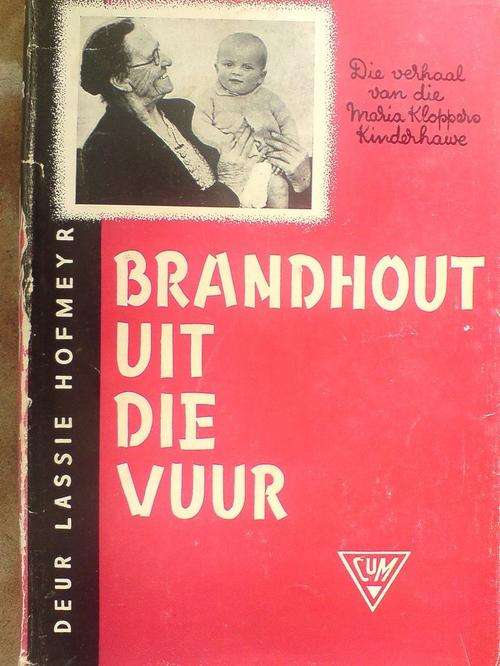 Die verhaal
van die
Maria Kloppers
Kinderhawe
BRANDHOUT
UIT
DIE
VUUR
DEUR LASSIE HOFMEYR
CUM